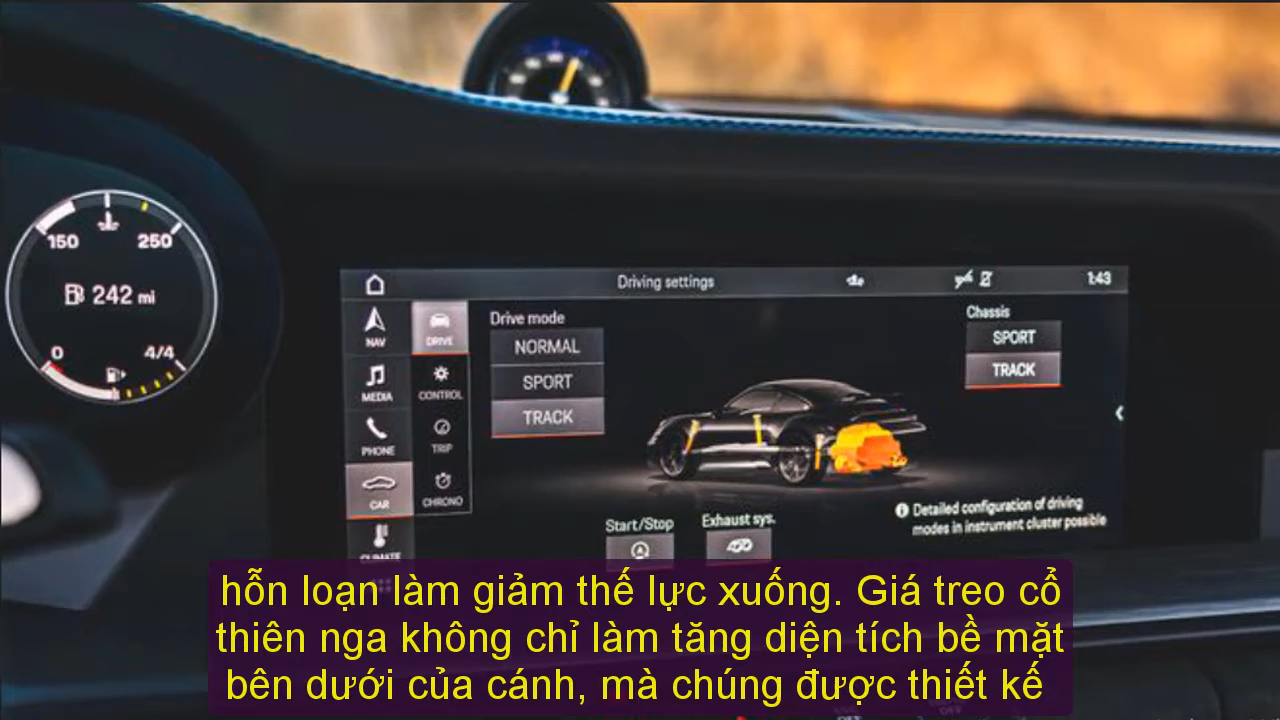 150
250
242 mi
0
4/4
Driving settings
1:43
NAV
MEDIA
PHONE
CAR
CLIMATE
DRIVE
CONTROL
TRIP
CHRONO
Drive mode
NORMAL
SPORT
TRACK
Chassis
SPORT
TRACK
Detailed configuration of driving
modes in instrument cluster possible
Start/Stop
Exhaust sys.
hỗn loạn làm giảm thế lực xuống. Giá treo cổ
thiên nga không chỉ làm tăng diện tích bề mặt
bên dưới của cánh, mà chúng được thiết kế
OFF